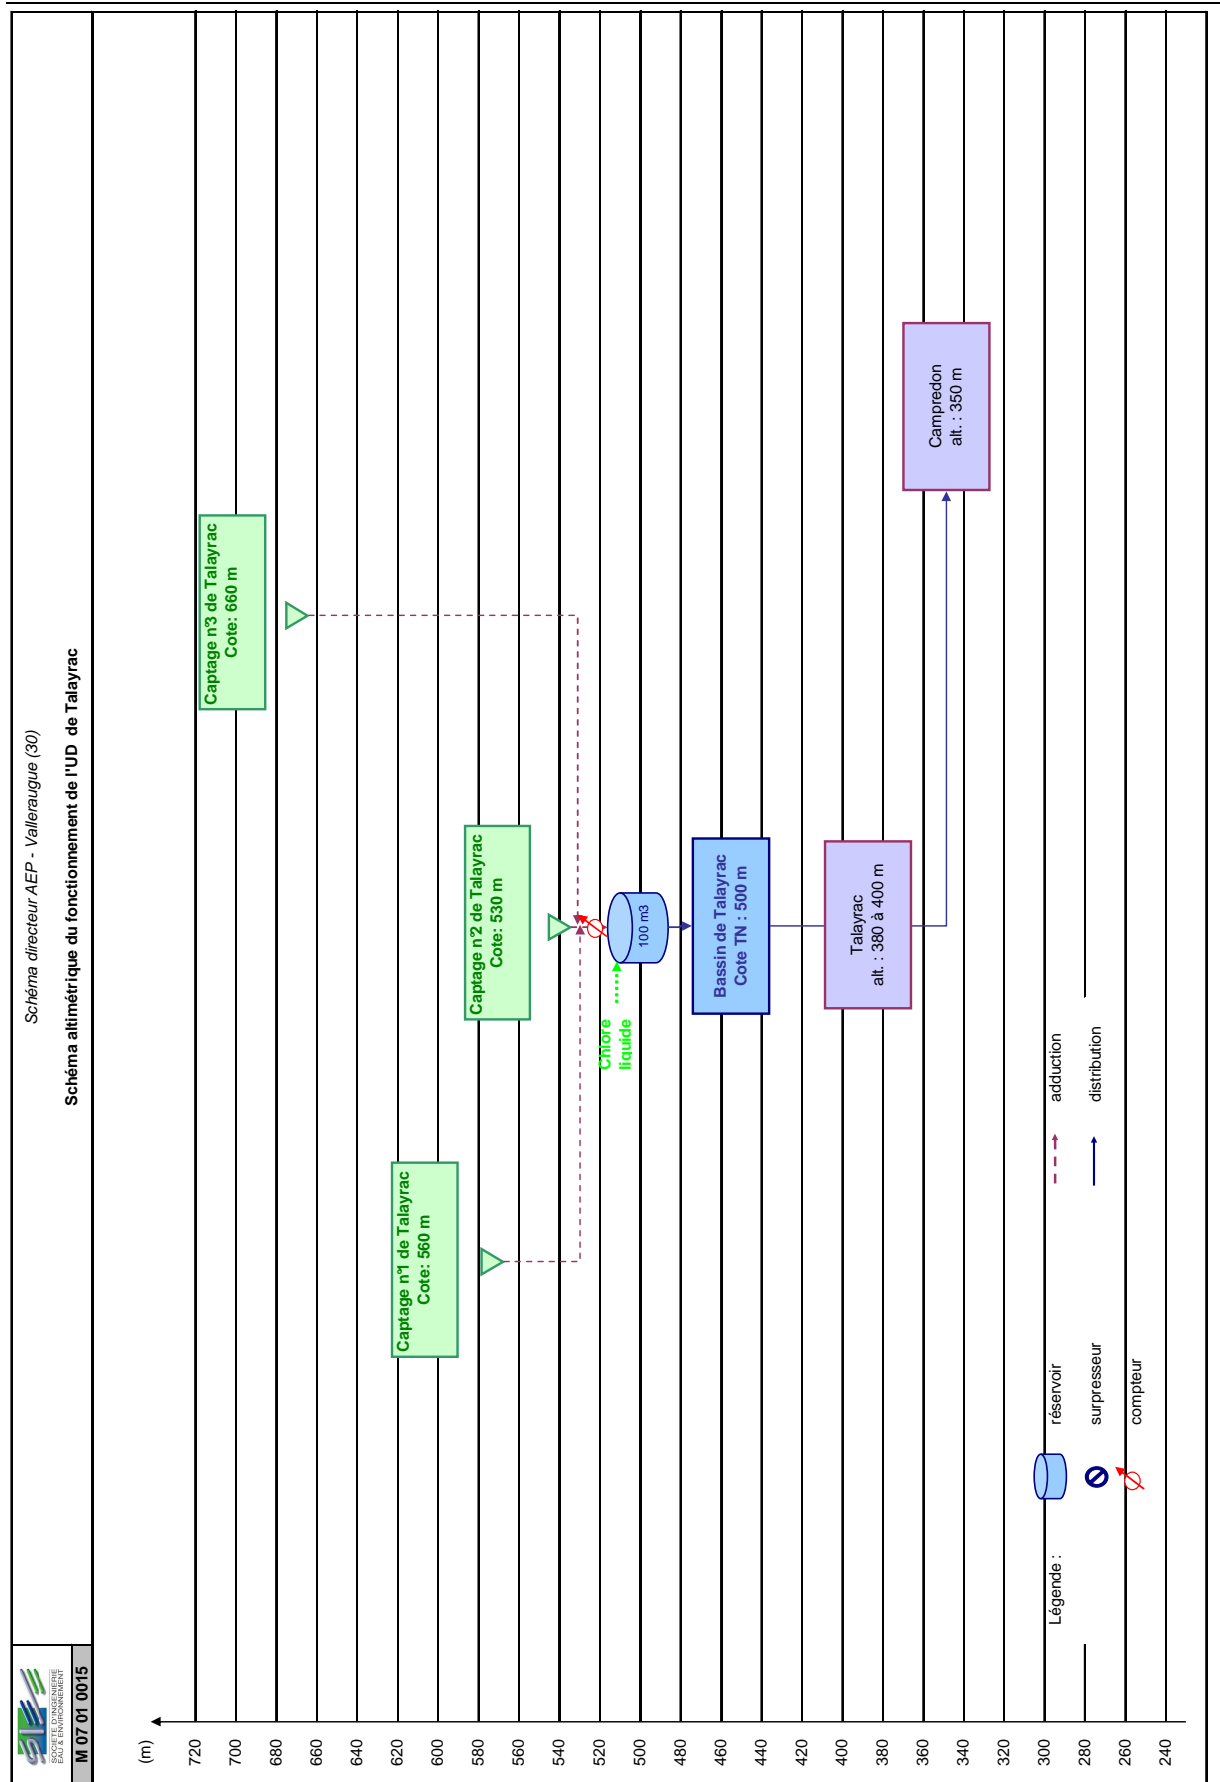 SOCIETE D'INGENIERIE
EAU & ENVIRONNEMENT
M 07 01 0015
Schéma directeur AEP - Valleraugue (30)
Schéma altimétrique du fonctionnement de l'UD de Talayrac
(m)
720
700
680
660
640
620
600
580
560
540
520
500
480
460
440
420
400
380
360
340
320
300
280
260
240
Captage n°3 de Talayrac
Cote: 660 m
Captage n°1 de Talayrac
Cote: 560 m
Captage n°2 de Talayrac
Cote: 530 m
Chlore
liquide
100 m3
Bassin de Talayrac
Cote TN : 500 m
Talayrac
alt. : 380 à 400 m
Campredon
alt. : 350 m
Légende :
réservoir
surpresseur
compteur
adduction
distribution